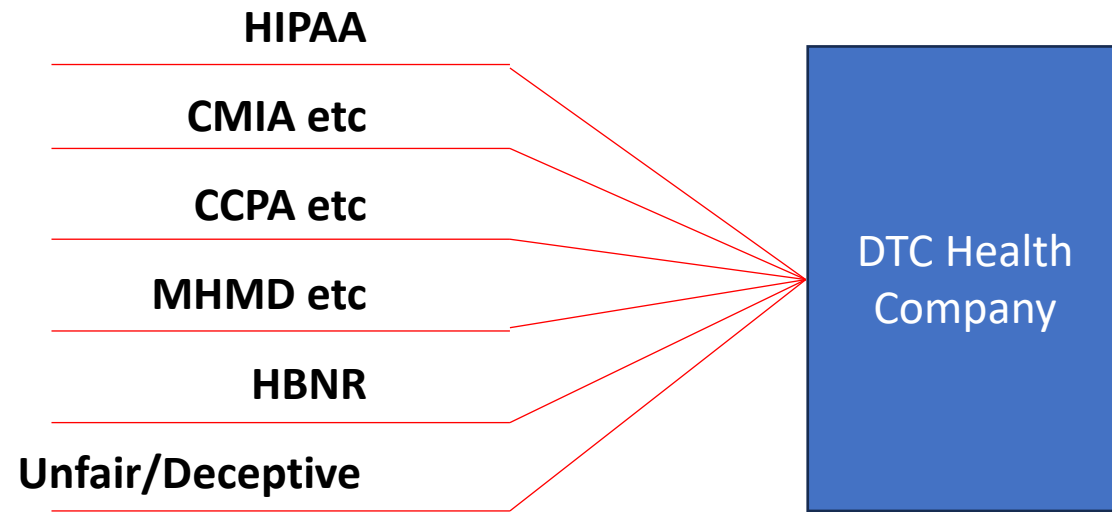 HIPAA
CMIA etc
CCPA etc
MHMD etc
HBNR
Unfair/Deceptive
DTC Health
Company